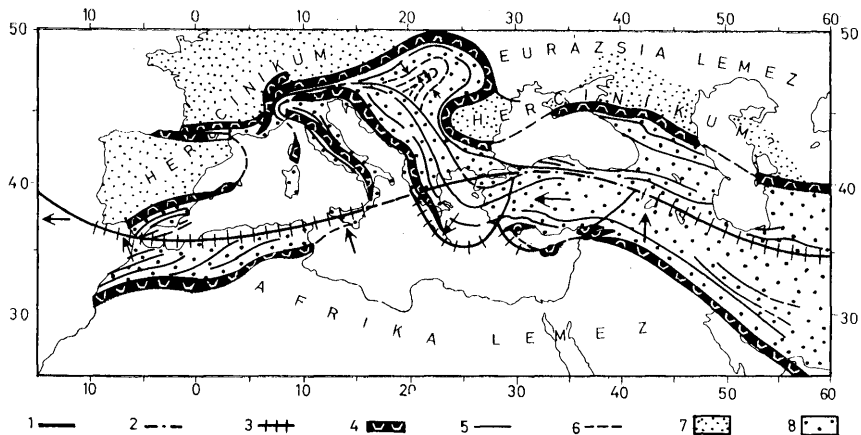 10 0 10 20 30 40 50 60
50 50
EURÁZSIA LEMEZ
HERCINIKUM
HERCINIKUM?
HERCINIKUM
40 40
30 30
AFRIKA LEMEZ
10 0 10 20 30 40 50 60
1 2 3 4 5 6 7 8